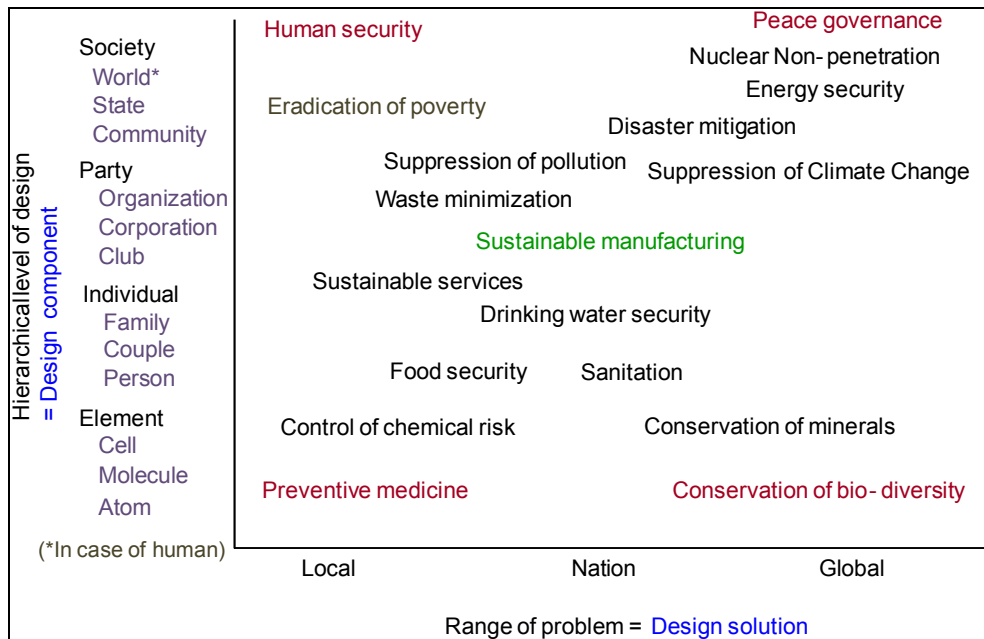 Hierarchical level of design
= Design component
Society
World*
State
Community
Party
Organization
Corporation
Club
Individual
Family
Couple
Person
Element
Cell
Molecule
Atom
(*In case of human)
Human security
Peace governance
Nuclear Non- penetration
Energy security
Eradication of poverty
Disaster mitigation
Suppression of pollution
Suppression of Climate Change
Waste minimization
Sustainable manufacturing
Sustainable services
Drinking water security
Food security
Sanitation
Control of chemical risk
Conservation of minerals
Preventive medicine
Conservation of bio- diversity
Local
Nation
Global
Range of problem = Design solution